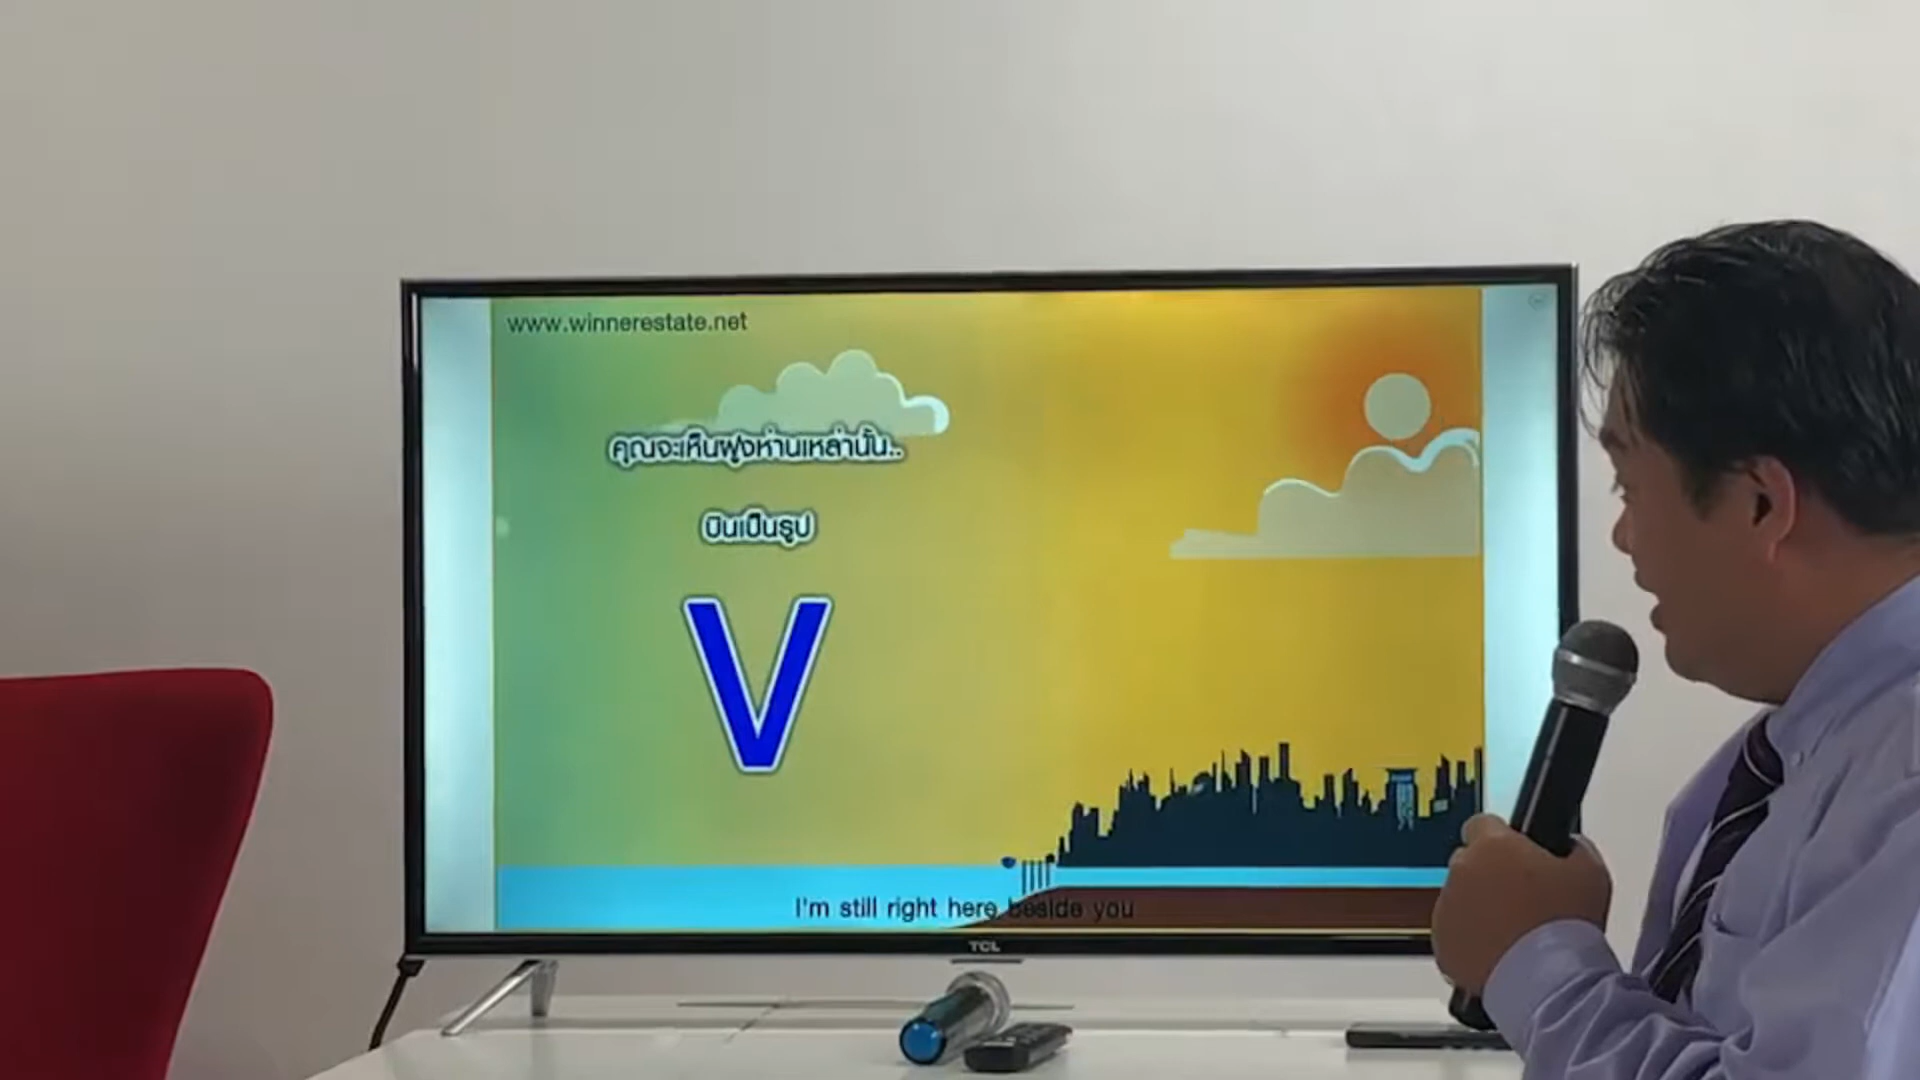 www.winnerestate.net
คุณจะเห็นฝูงห่านเหล่านั้น..
บินเป็นรูป
V
I'm still right here beside you
TCL